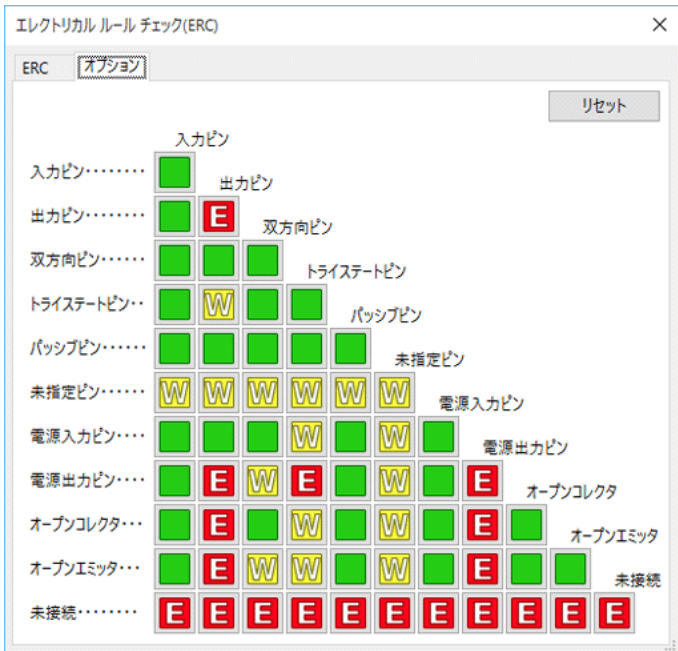 エレクトリカル ルール チェック(ERC)
ERC オプション
リセット
入力ピン
入力ピン‥‥‥‥
出力ピン
出力ピン‥‥‥‥ E
双方向ピン
双方向ピン‥‥‥
トライステートピン
トライステートピン‥ W
パッシブピン
パッシブピン‥‥‥
未指定ピン
未指定ピン‥‥‥ W W W W W W
電源入力ピン
電源入力ピン‥‥ W W
電源出力ピン
電源出力ピン‥‥ E W E W E
オープンコレクタ
オープンコレクタ‥・ E W W E
オープンエミッタ
オープンエミッタ‥・ E W W W E
未接続
未接続‥‥‥‥ E E E E E E E E E E E